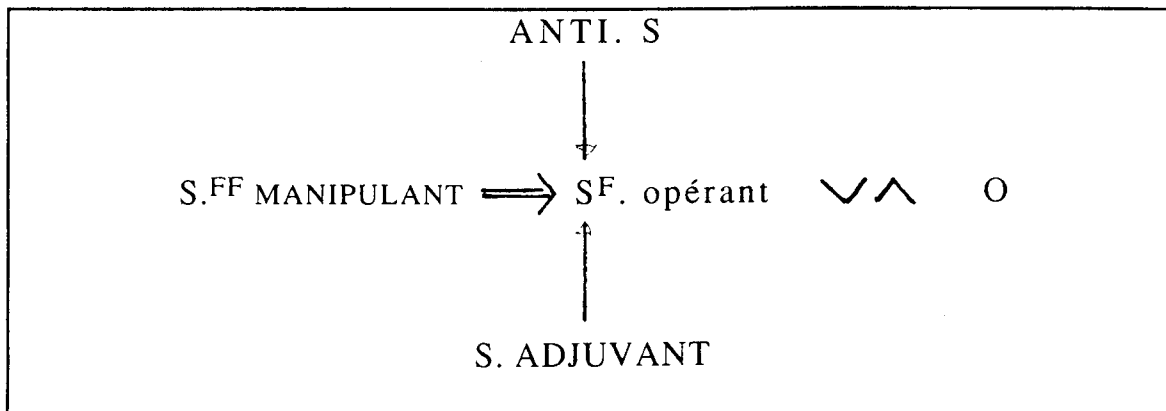 ANTI. S
S.FF MANIPULANT ⇒ SF. opérant ∨∧ O
S. ADJUVANT